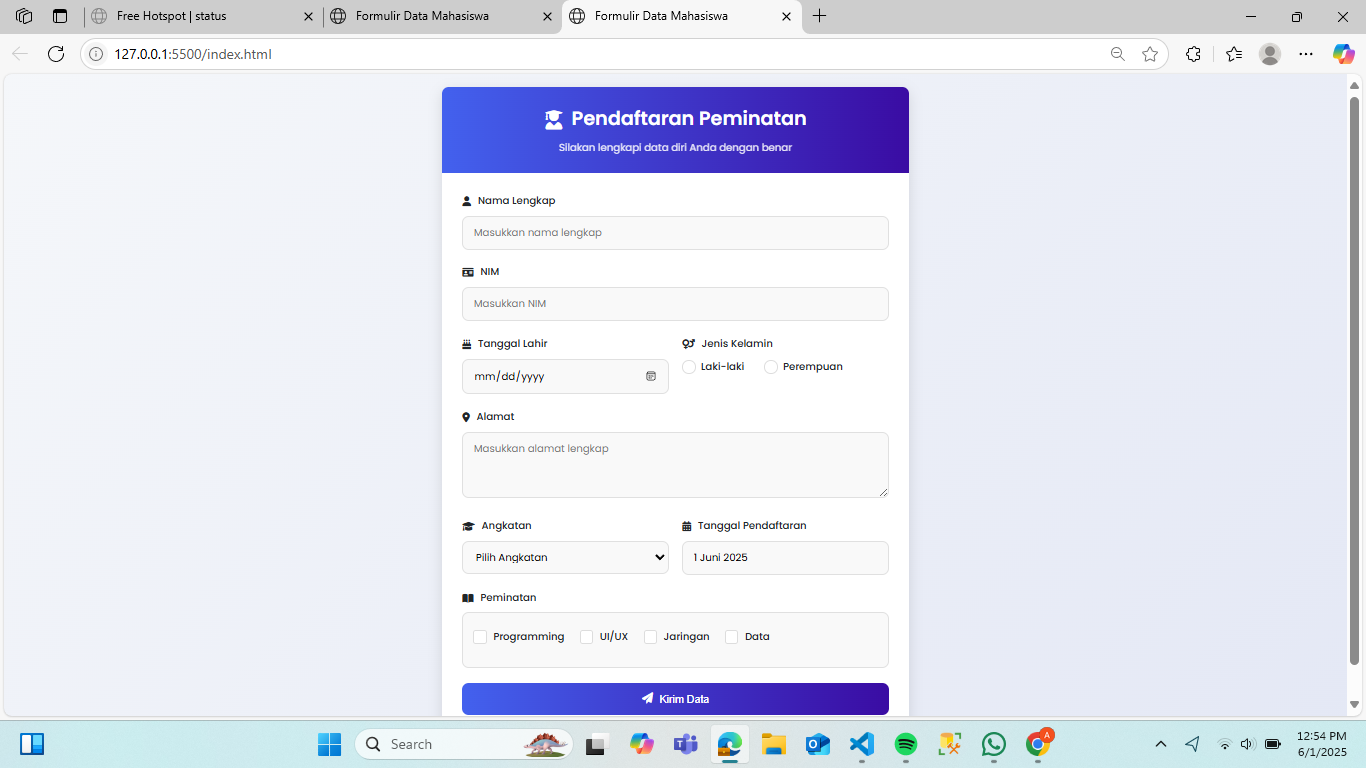 Free Hotspot | status
Formulir Data Mahasiswa
Formulir Data Mahasiswa
127.0.0.1:5500/index.html
Pendaftaran Peminatan
Silakan lengkapi data diri Anda dengan benar
Nama Lengkap
Masukkan nama lengkap
NIM
Masukkan NIM
Tanggal Lahir
Jenis Kelamin
mm/dd/yyyy
Laki-laki
Perempuan
Alamat
Masukkan alamat lengkap
Angkatan
Tanggal Pendaftaran
Pilih Angkatan
1 Juni 2025
Peminatan
Programming
UI/UX
Jaringan
Data
Kirim Data
Search
A
12:54 PM
6/1/2025